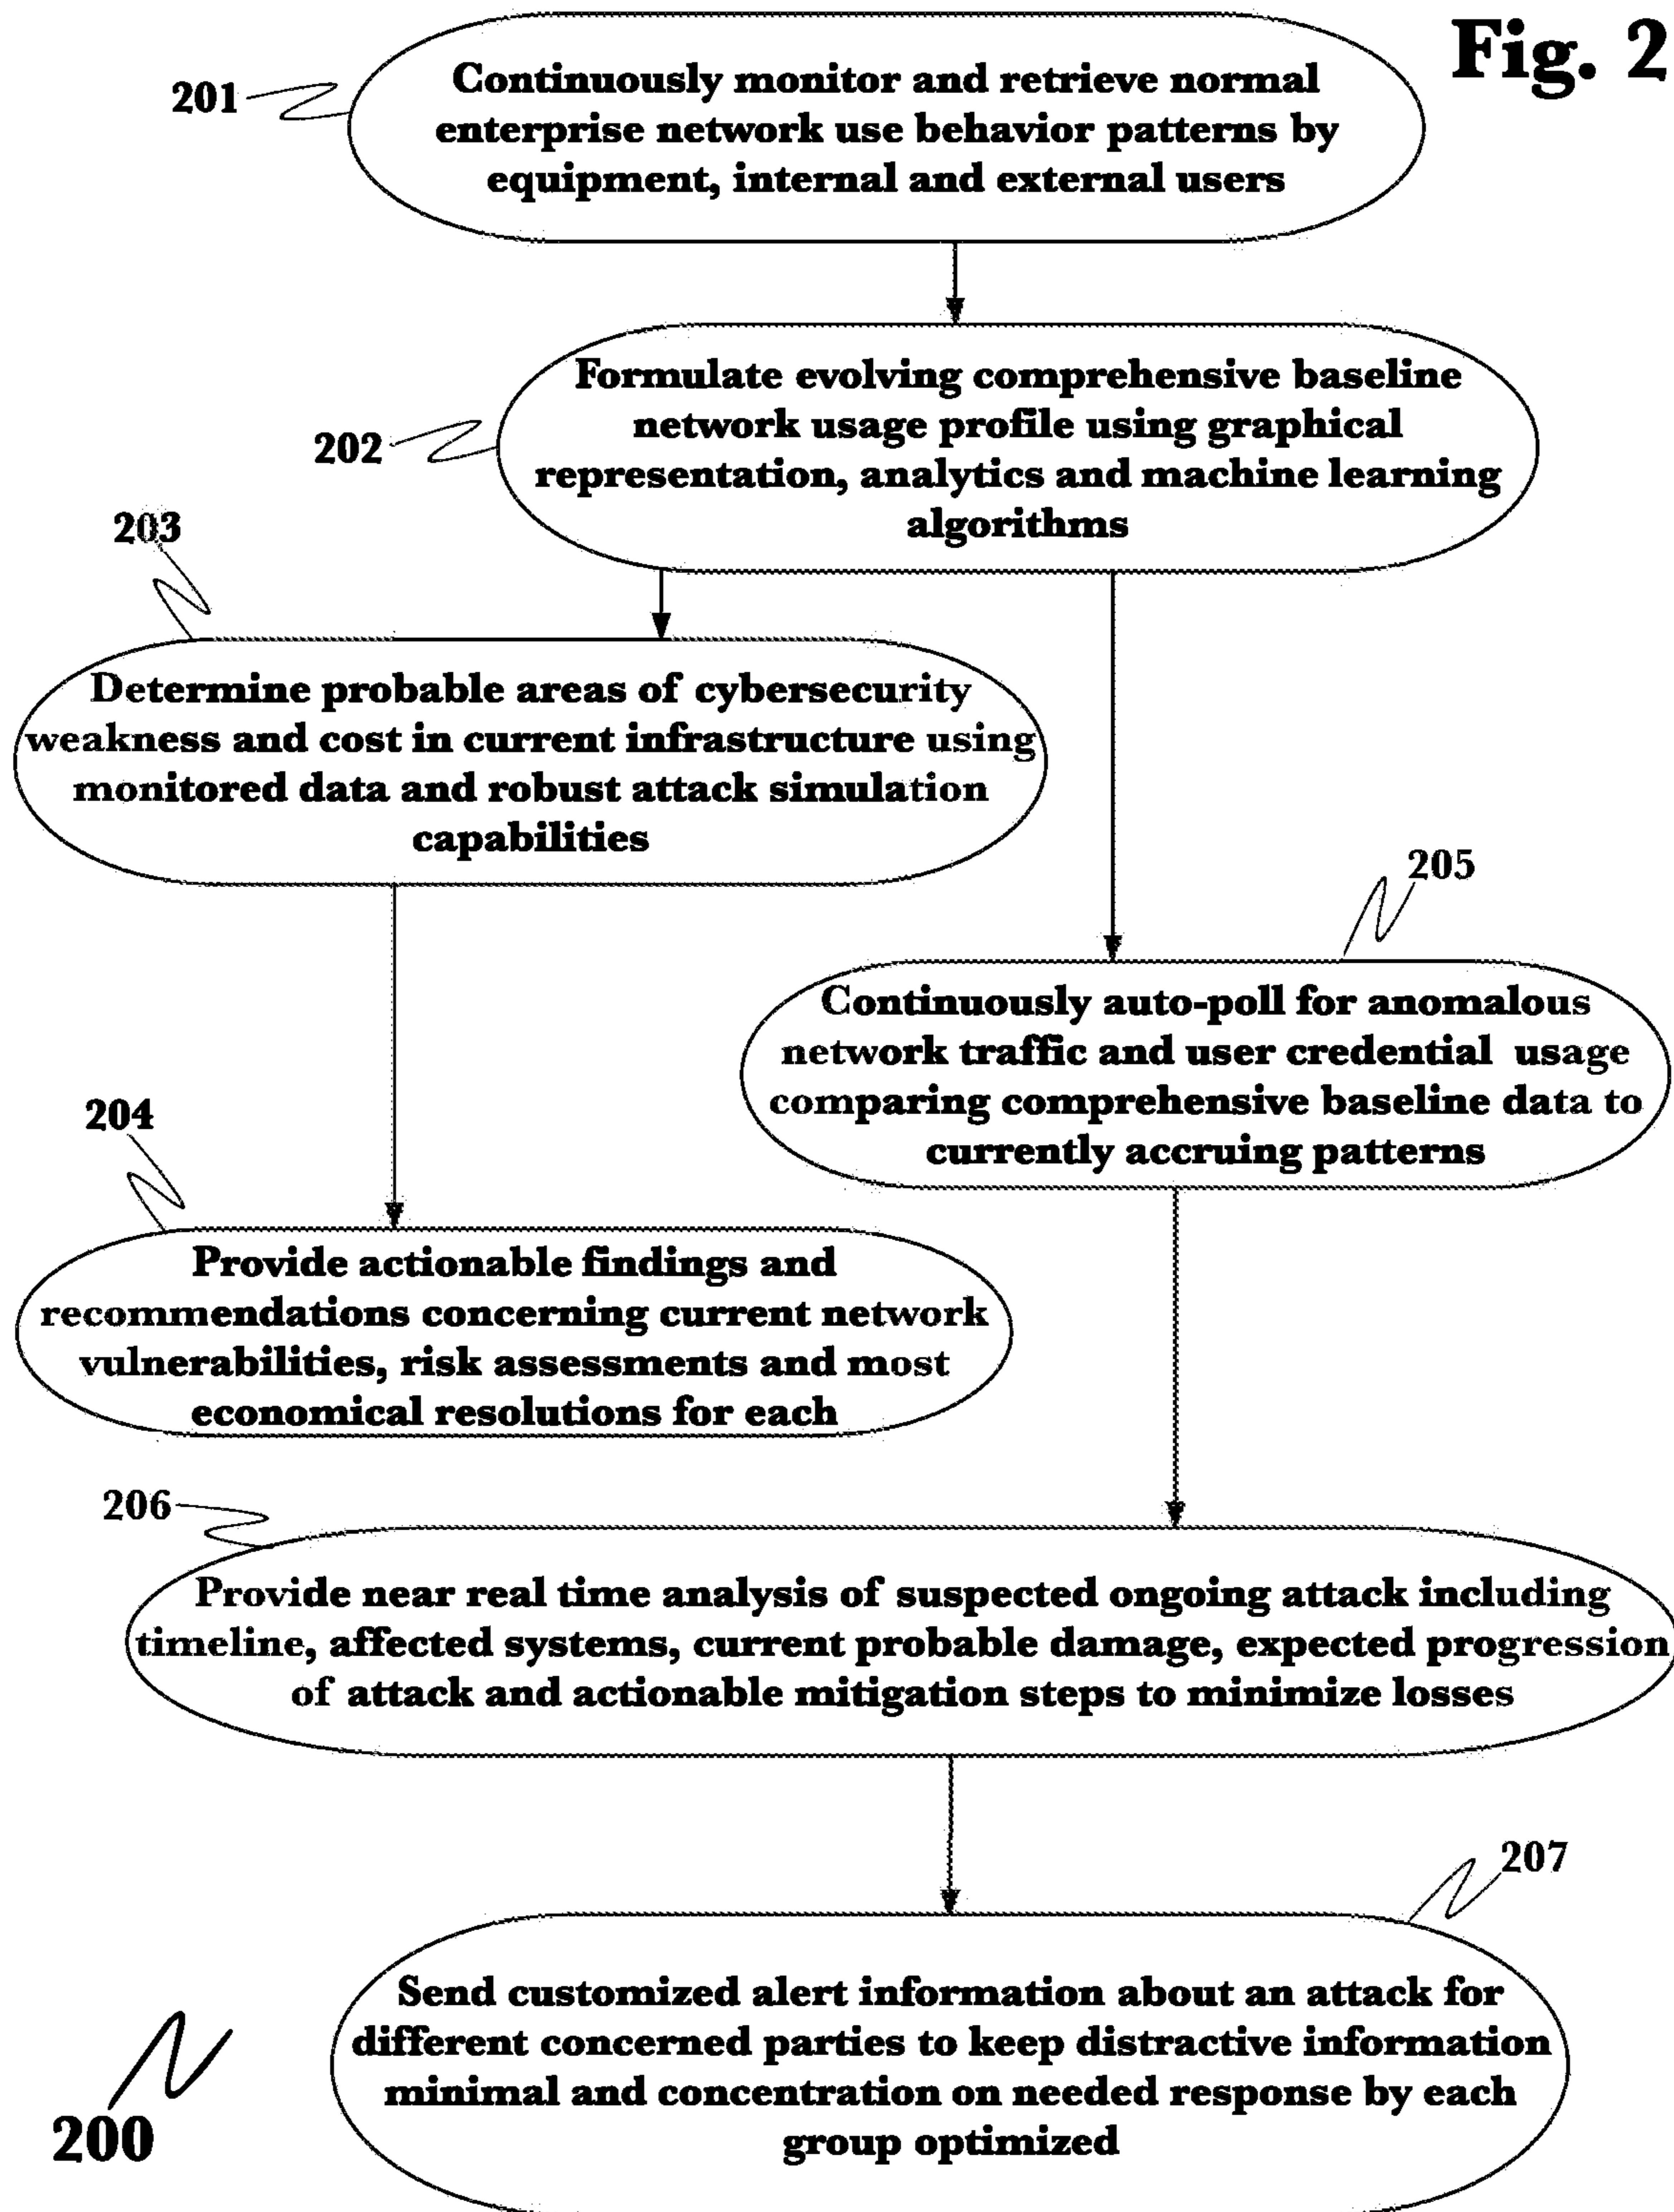 Fig. 2
201
Continuously monitor and retrieve normal
enterprise network use behavior patterns by
equipment, internal and external users
202
Formulate evolving comprehensive baseline
network usage profile using graphical
representation, analytics and machine learning
algorithms
203
Determine probable areas of cybersecurity
weakness and cost in current infrastructure using
monitored data and robust attack simulation
capabilities
204
Provide actionable findings and
recommendations concerning current network
vulnerabilities, risk assessments and most
economical resolutions for each
205
Continuously auto-poll for anomalous
network traffic and user credential usage
comparing comprehensive baseline data to
currently accruing patterns
206
Provide near real time analysis of suspected ongoing attack including
timeline, affected systems, current probable damage, expected progression
of attack and actionable mitigation steps to minimize losses
207
Send customized alert information about an attack for
different concerned parties to keep distractive information
minimal and concentration on needed response by each
group optimized
200